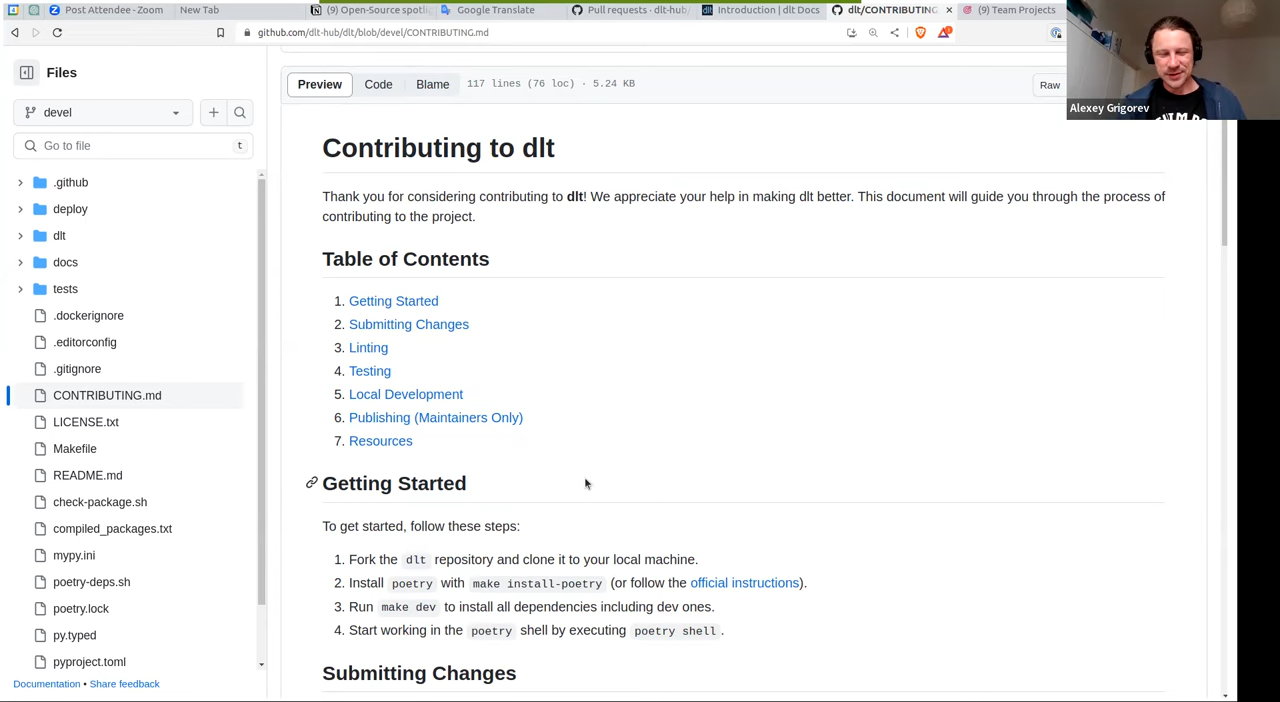 Post Attendee - Zoom
New Tab
(9) Open-Source spotli
Google Translate
Pull requests · dlt-hub/
Introduction | dlt Docs
dlt/CONTRIBUTING
(9) Team Projects
github.com/dlt-hub/dlt/blob/devel/CONTRIBUTING.md
Alexey Grigorev
Files
devel
Go to file
t
.github
deploy
dlt
docs
tests
.dockerignore
.editorconfig
.gitignore
CONTRIBUTING.md
LICENSE.txt
Makefile
README.md
check-package.sh
compiled_packages.txt
mypy.ini
poetry-deps.sh
poetry.lock
py.typed
pyproject.toml
Documentation • Share feedback
Preview
Code
Blame
117 lines (76 loc) · 5.24 KB
Raw
Contributing to dlt
Thank you for considering contributing to dlt! We appreciate your help in making dlt better. This document will guide you through the process of
contributing to the project.
Table of Contents
1. Getting Started
2. Submitting Changes
3. Linting
4. Testing
5. Local Development
6. Publishing (Maintainers Only)
7. Resources
Getting Started
To get started, follow these steps:
1. Fork the dlt repository and clone it to your local machine.
2. Install poetry with make install-poetry (or follow the official instructions).
3. Run make dev to install all dependencies including dev ones.
4. Start working in the poetry shell by executing poetry shell.
Submitting Changes